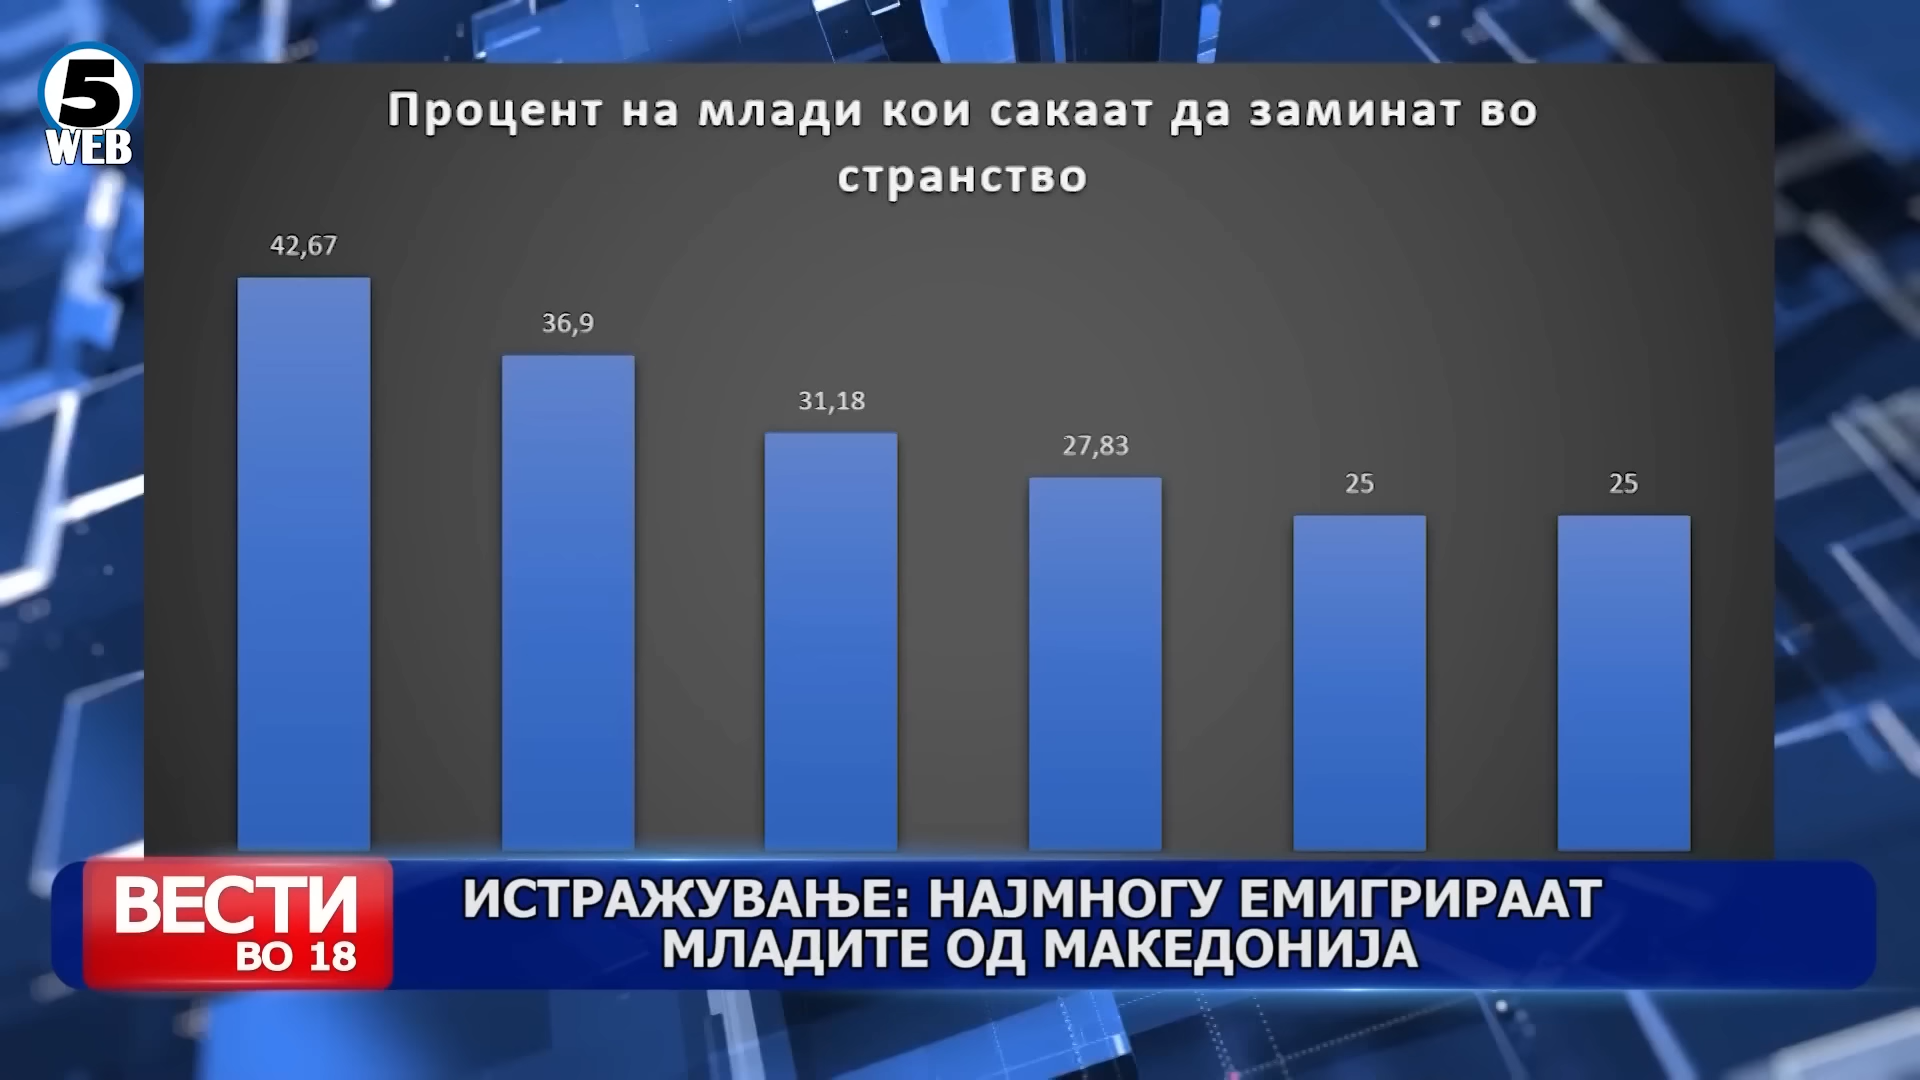 5
WEB
Процент на млади кои сакаат да заминат во
странство
42,67
36,9
31,18
27,83
25
25
ВЕСТИ
ВО 18
ИСТРАЖУВАЊЕ: НАЈМНОГУ ЕМИГРИРААТ
МЛАДИТЕ ОД МАКЕДОНИЈА